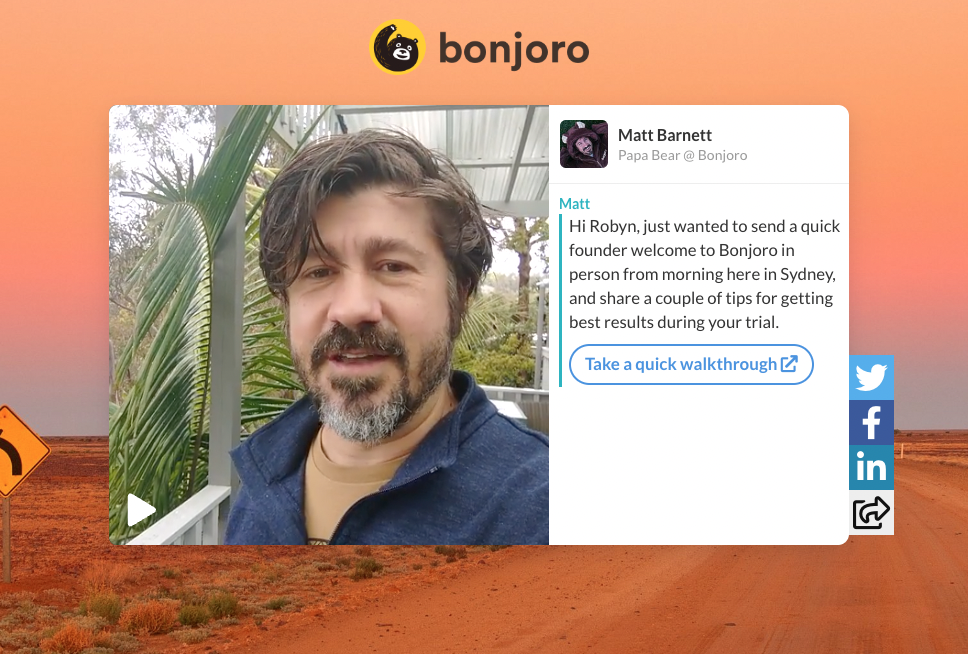 bonjoro
Matt Barnett
Papa Bear @ Bonjoro
Matt
Hi Robyn, just wanted to send a quick
founder welcome to Bonjoro in
person from morning here in Sydney,
and share a couple of tips for getting
best results during your trial.
Take a quick walkthrough
in